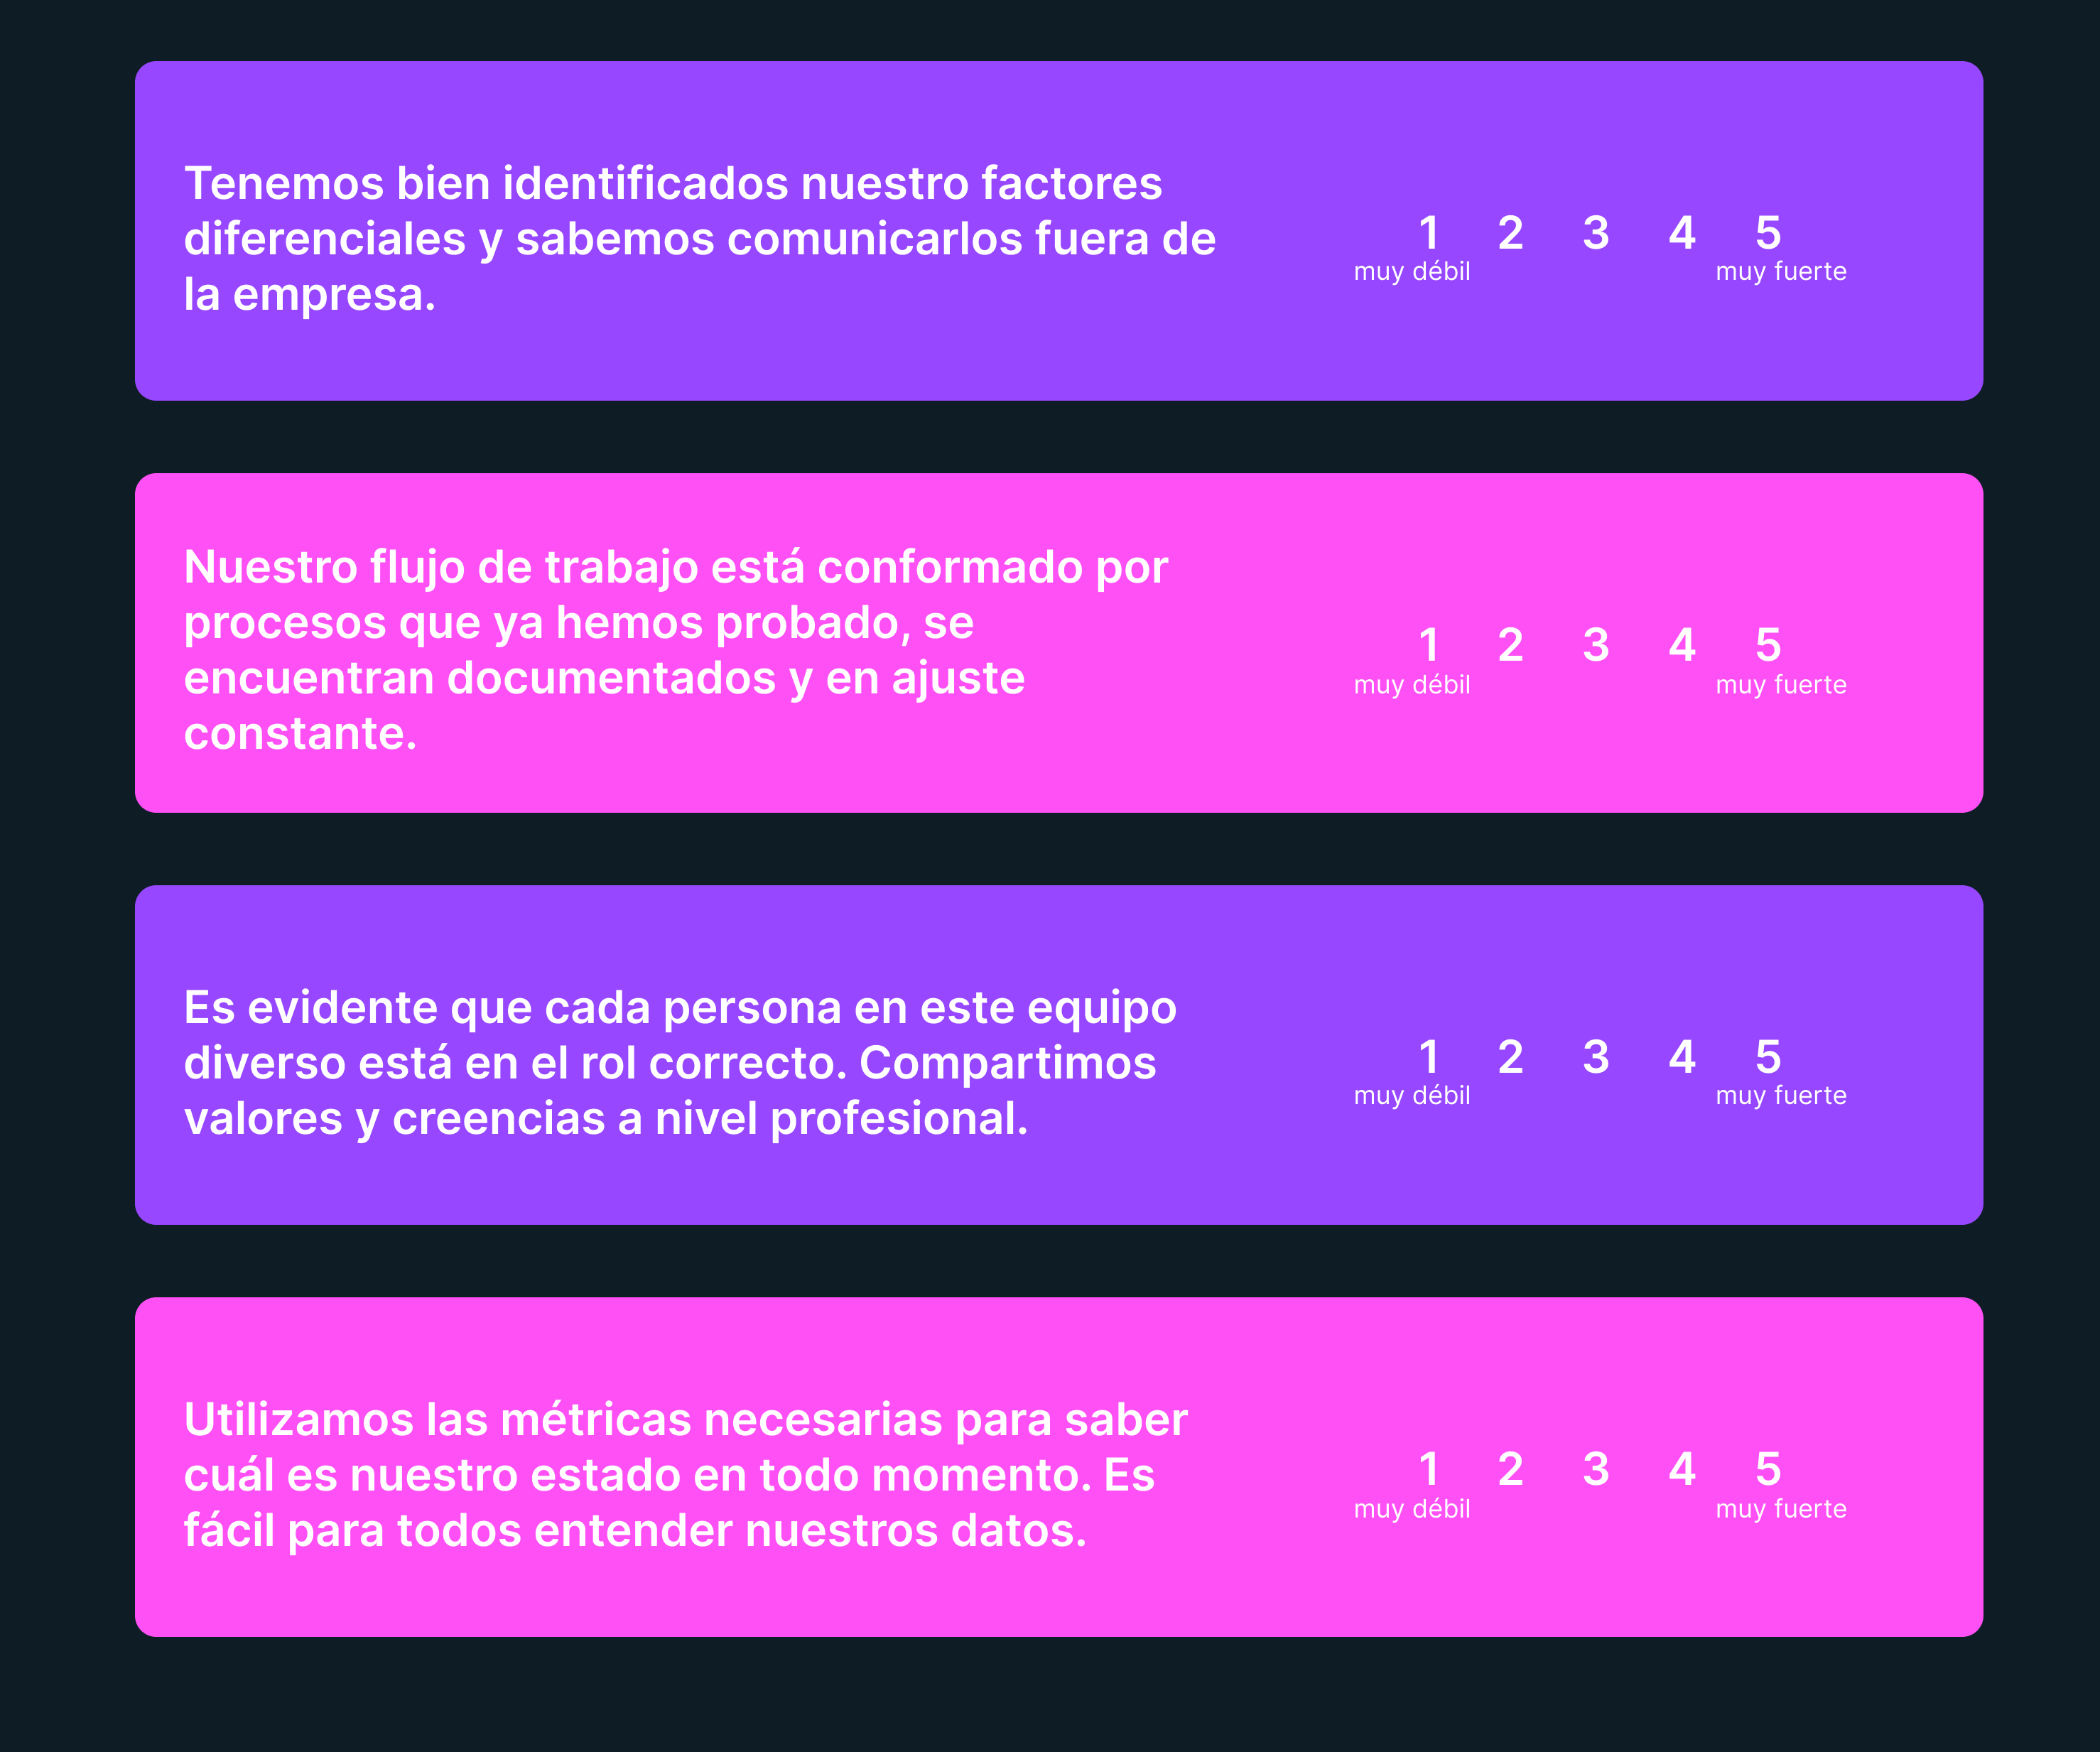 Tenemos bien identificados nuestro factores
diferenciales y sabemos comunicarlos fuera de
la empresa.
1 2 3 4 5
muy débil muy fuerte
Nuestro flujo de trabajo está conformado por
procesos que ya hemos probado, se
encuentran documentados y en ajuste
constante.
1 2 3 4 5
muy débil muy fuerte
Es evidente que cada persona en este equipo
diverso está en el rol correcto. Compartimos
valores y creencias a nivel profesional.
1 2 3 4 5
muy débil muy fuerte
Utilizamos las métricas necesarias para saber
cuál es nuestro estado en todo momento. Es
fácil para todos entender nuestros datos.
1 2 3 4 5
muy débil muy fuerte